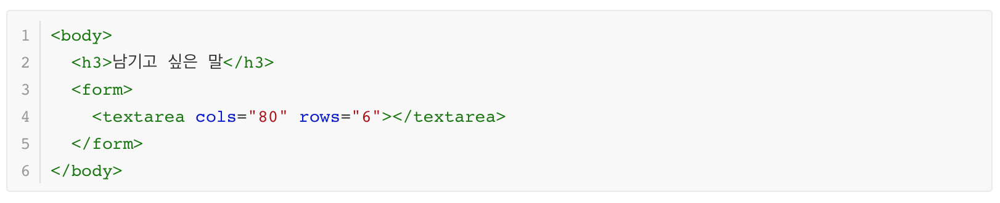 1 <body>
2 <h3>남기고 싶은 말</h3>
3 <form>
4 <textarea cols="80" rows="6"></textarea>
5 </form>
6 </body>